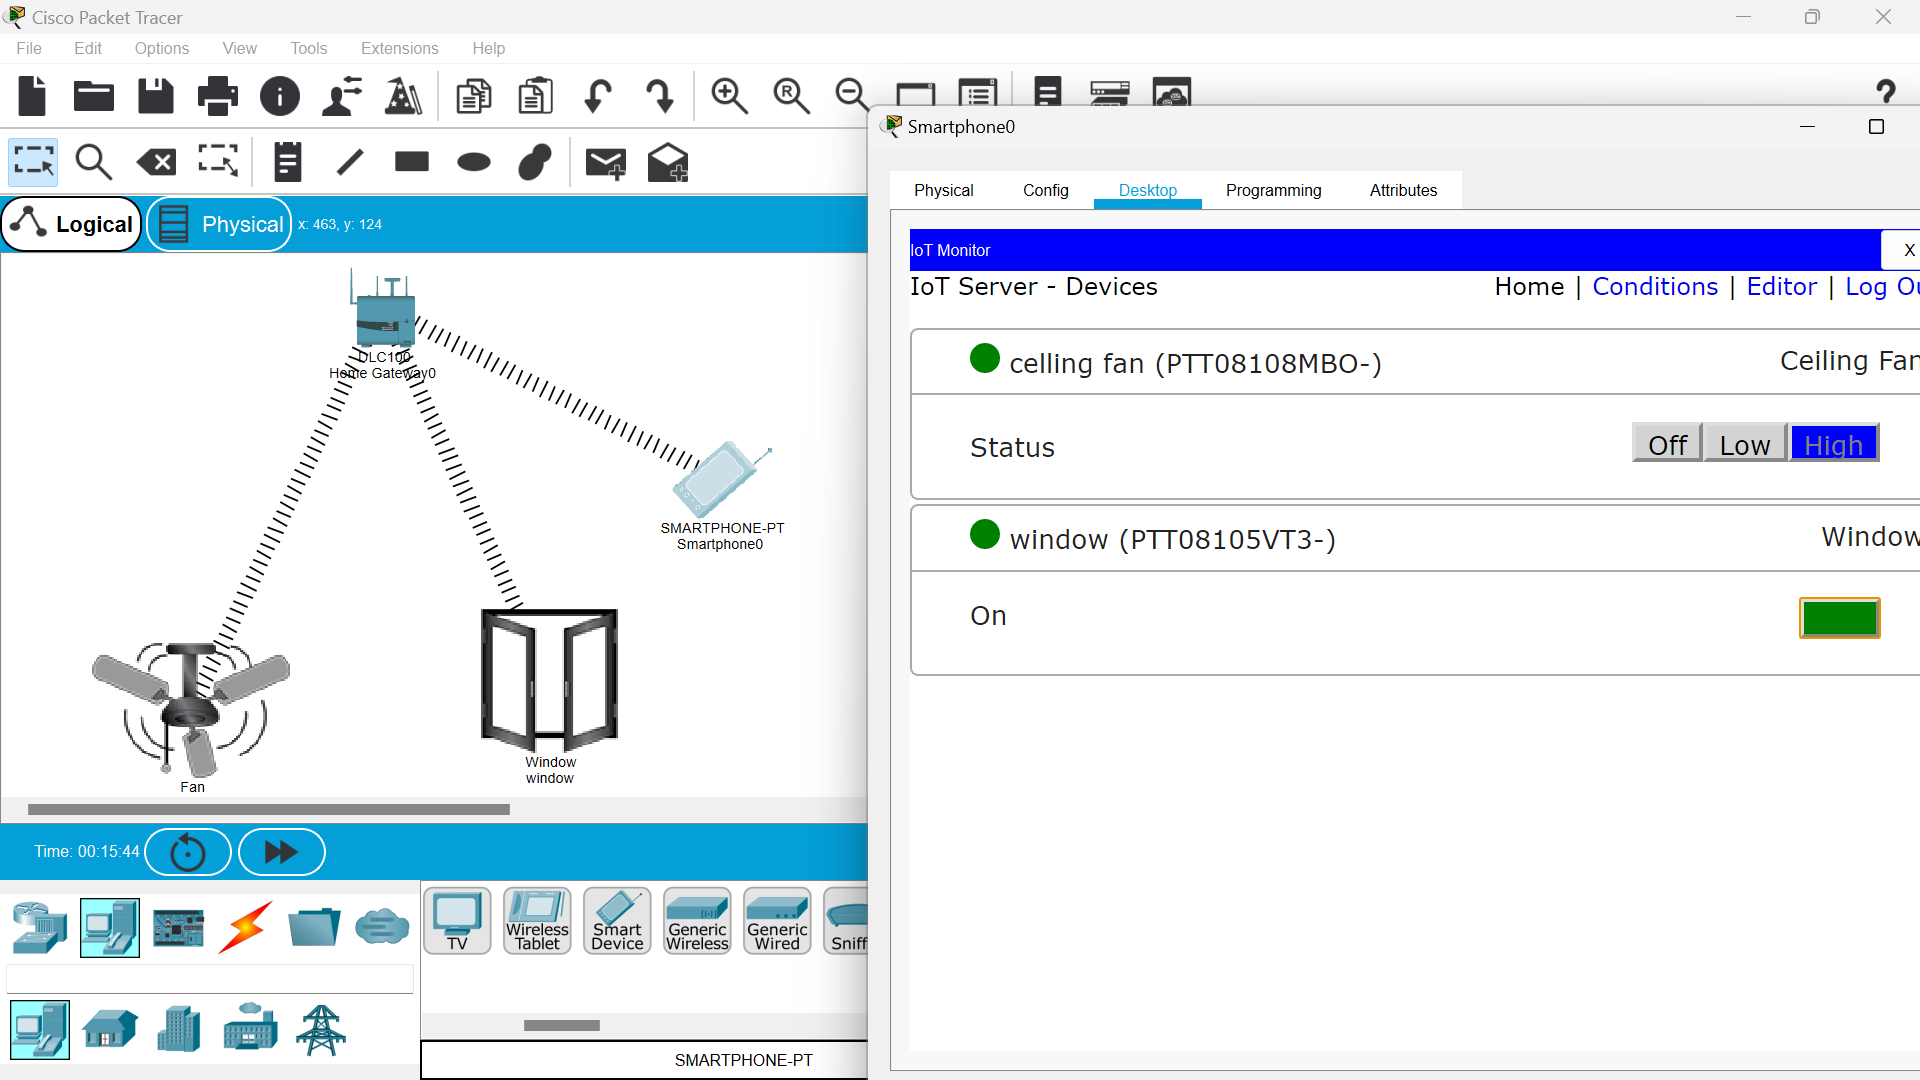 Cisco Packet Tracer
File Edit Options View Tools Extensions Help
Smartphone0
Physical Config Desktop Programming Attributes
Logical Physical x: 463, y: 124
IoT Monitor X
IoT Server - Devices Home | Conditions | Editor | Log Ou
celling fan (PTT08108MBO-) Ceiling Fan
Status Off Low High
window (PTT08105VT3-) Window
On
DLC100
Home Gateway0
SMARTPHONE-PT
Smartphone0
Window
window
Fan
Time: 00:15:44
TV
Wireless Tablet
Smart Device
Generic Wireless
Generic Wired
Sniff
SMARTPHONE-PT